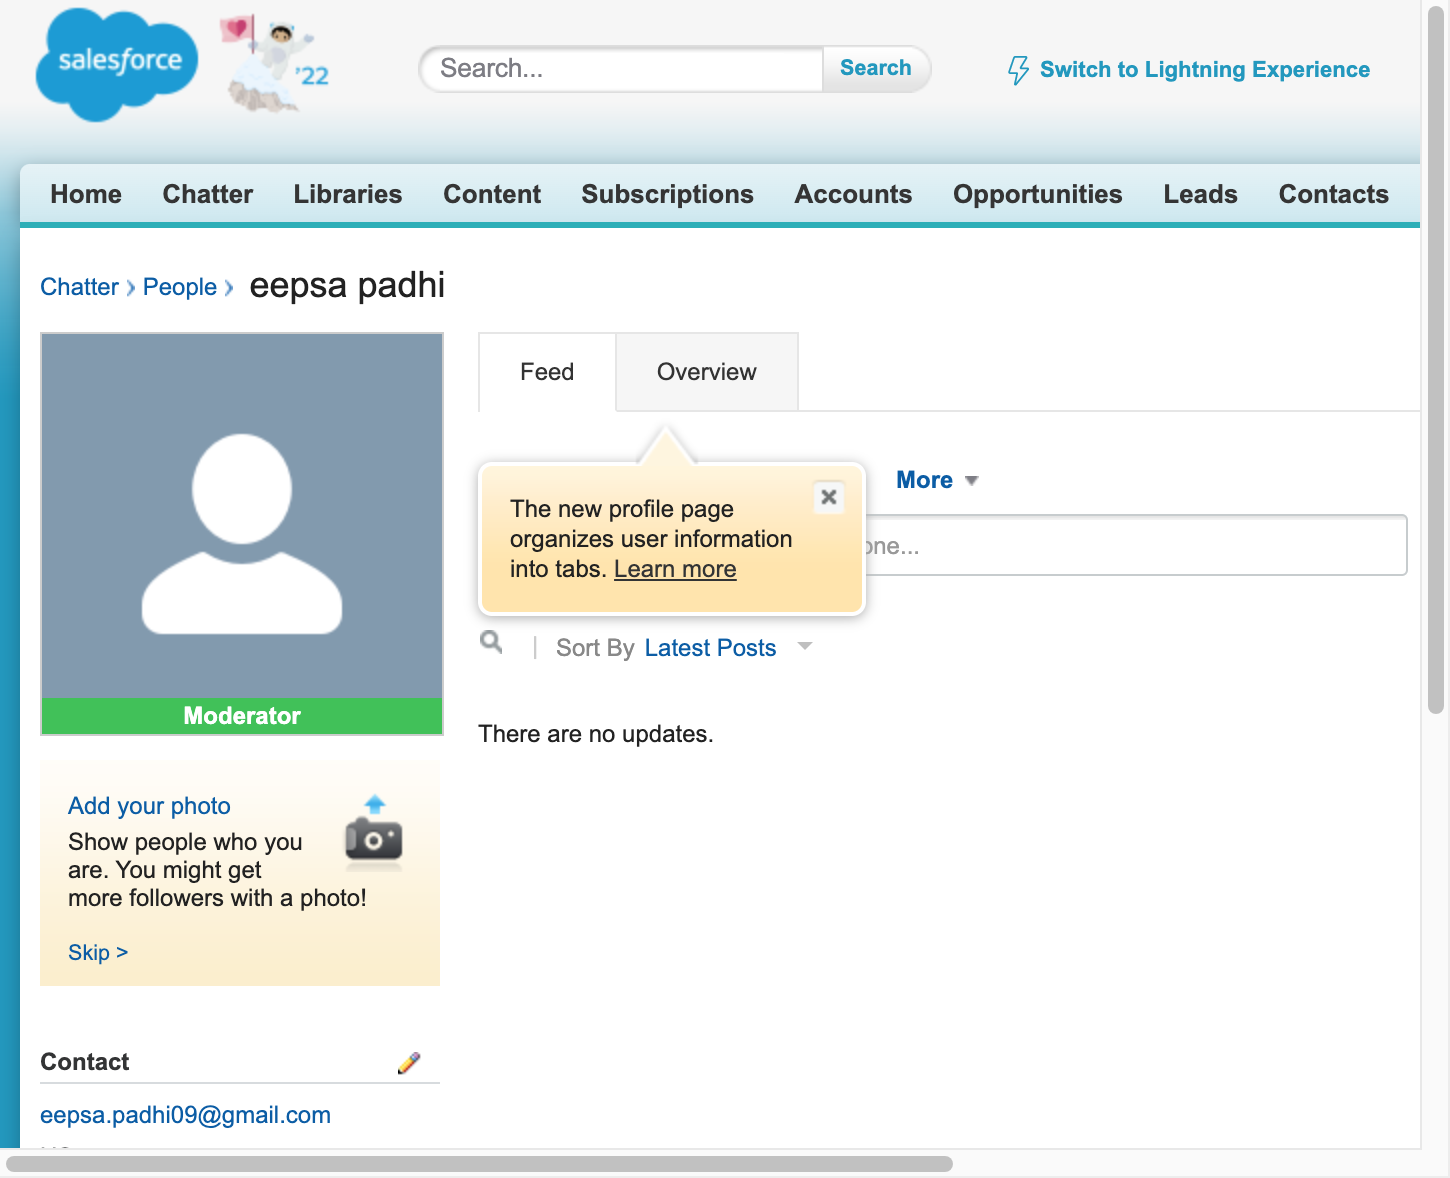 salesforce
'22
Search...
Search
Switch to Lightning Experience
Home Chatter Libraries Content Subscriptions Accounts Opportunities Leads Contacts
Chatter › People › eepsa padhi
Feed
Overview
More
The new profile page
organizes user information
into tabs. Learn more
one...
Sort By Latest Posts
There are no updates.
Moderator
Add your photo
Show people who you
are. You might get
more followers with a photo!
Skip >
Contact
eepsa.padhi09@gmail.com